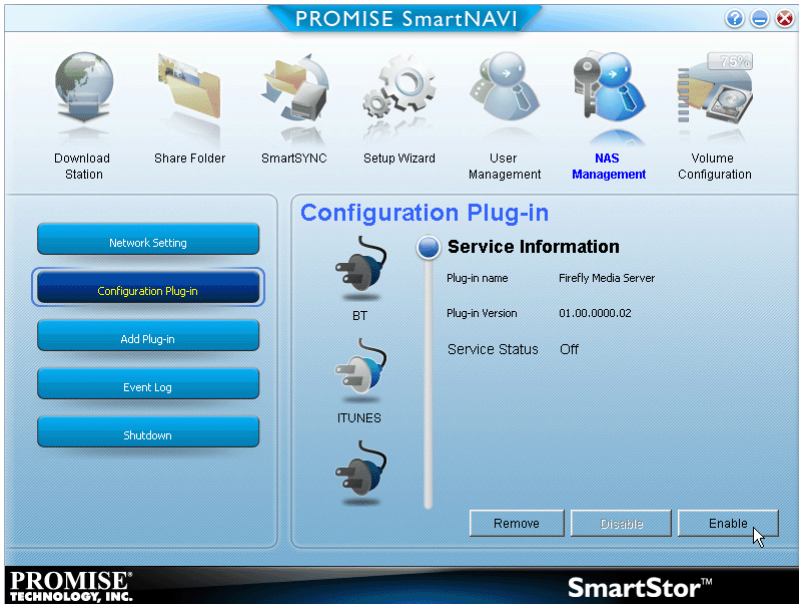 PROMISE SmartNAVI
75%
Download
Station
Share Folder
SmartSYNC
Setup Wizard
User
Management
NAS
Management
Volume
Configuration
Network Setting
Configuration Plug-in
Add Plug-in
Event Log
Shutdown
Configuration Plug-in
BT
ITUNES
Service Information
Plug-in name Firefly Media Server
Plug-in Version 01.00.0000.02
Service Status Off
Remove Disable Enable
PROMISE®
TECHNOLOGY, INC.
SmartStor™